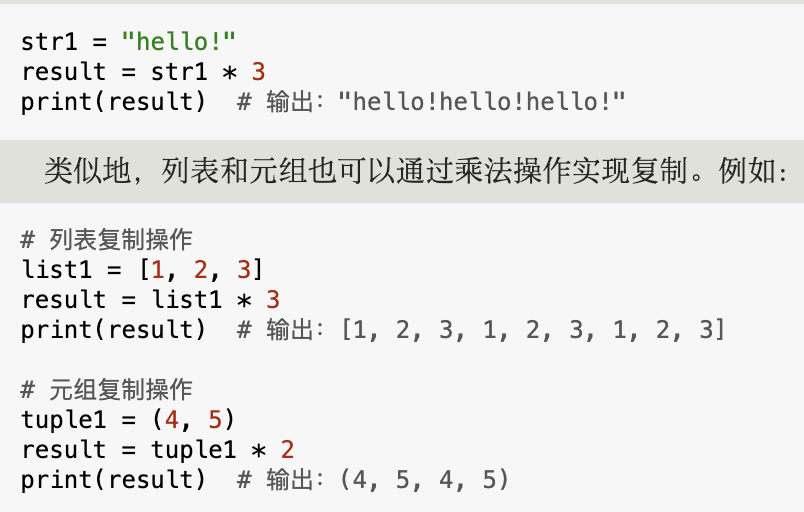 str1 = "hello!"
result = str1 * 3
print(result)  # 输出："hello!hello!hello!"
类似地，列表和元组也可以通过乘法操作实现复制。例如：
# 列表复制操作
list1 = [1, 2, 3]
result = list1 * 3
print(result)  # 输出：[1, 2, 3, 1, 2, 3, 1, 2, 3]
# 元组复制操作
tuple1 = (4, 5)
result = tuple1 * 2
print(result)  # 输出：(4, 5, 4, 5)